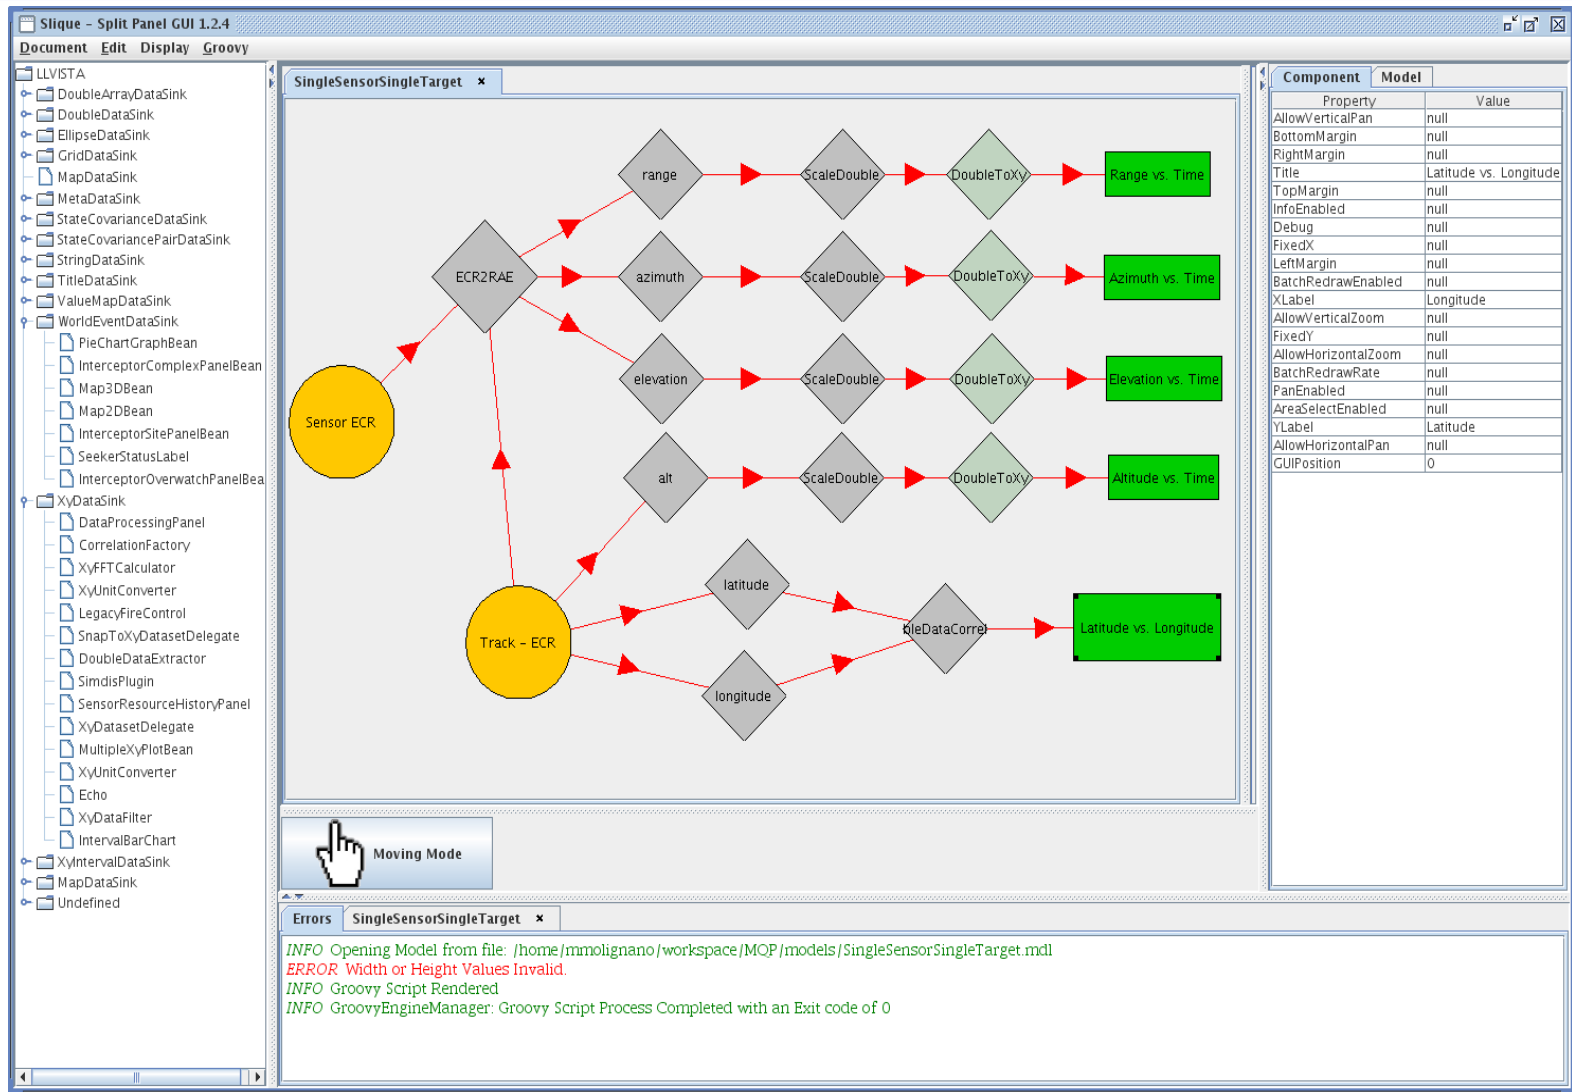 Slique - Split Panel GUI 1.2.4
Document Edit Display Groovy
LLVISTA
DoubleArrayDataSink
DoubleDataSink
EllipseDataSink
GridDataSink
MapDataSink
MetaDataSink
StateCovarianceDataSink
StateCovariancePairDataSink
StringDataSink
TitleDataSink
ValueMapDataSink
WorldEventDataSink
PieChartGraphBean
InterceptorComplexPanelBean
Map3DBean
Map2DBean
InterceptorSitePanelBean
SeekerStatusLabel
InterceptorOverwatchPanelBea
XyDataSink
DataProcessingPanel
CorrelationFactory
XyFFTCalculator
XyUnitConverter
LegacyFireControl
SnapToXyDatasetDelegate
DoubleDataExtractor
SimdisPlugin
SensorResourceHistoryPanel
XyDatasetDelegate
MultipleXyPlotBean
XyUnitConverter
Echo
XyDataFilter
IntervalBarChart
XyIntervalDataSink
MapDataSink
Undefined
SingleSensorSingleTarget
range ScaleDouble DoubleToXy Range vs. Time
ECR2RAE azimuth ScaleDouble DoubleToXy Azimuth vs. Time
elevation ScaleDouble DoubleToXy Elevation vs. Time
Sensor ECR
alt ScaleDouble DoubleToXy Altitude vs. Time
latitude
bleDataCorrel Latitude vs. Longitude
Track - ECR
longitude
Moving Mode
Component Model
Property Value
AllowVerticalPan null
BottomMargin null
RightMargin null
Title Latitude vs. Longitude
TopMargin null
InfoEnabled null
Debug null
FixedX null
LeftMargin null
BatchRedrawEnabled null
XLabel Longitude
AllowVerticalZoom null
FixedY null
AllowHorizontalZoom null
BatchRedrawRate null
PanEnabled null
AreaSelectEnabled null
YLabel Latitude
AllowHorizontalPan null
GUIPosition 0
Errors SingleSensorSingleTarget
INFO Opening Model from file: /home/mmolignano/workspace/MQP/models/SingleSensorSingleTarget.mdl
ERROR Width or Height Values Invalid.
INFO Groovy Script Rendered
INFO GroovyEngineManager: Groovy Script Process Completed with an Exit code of 0